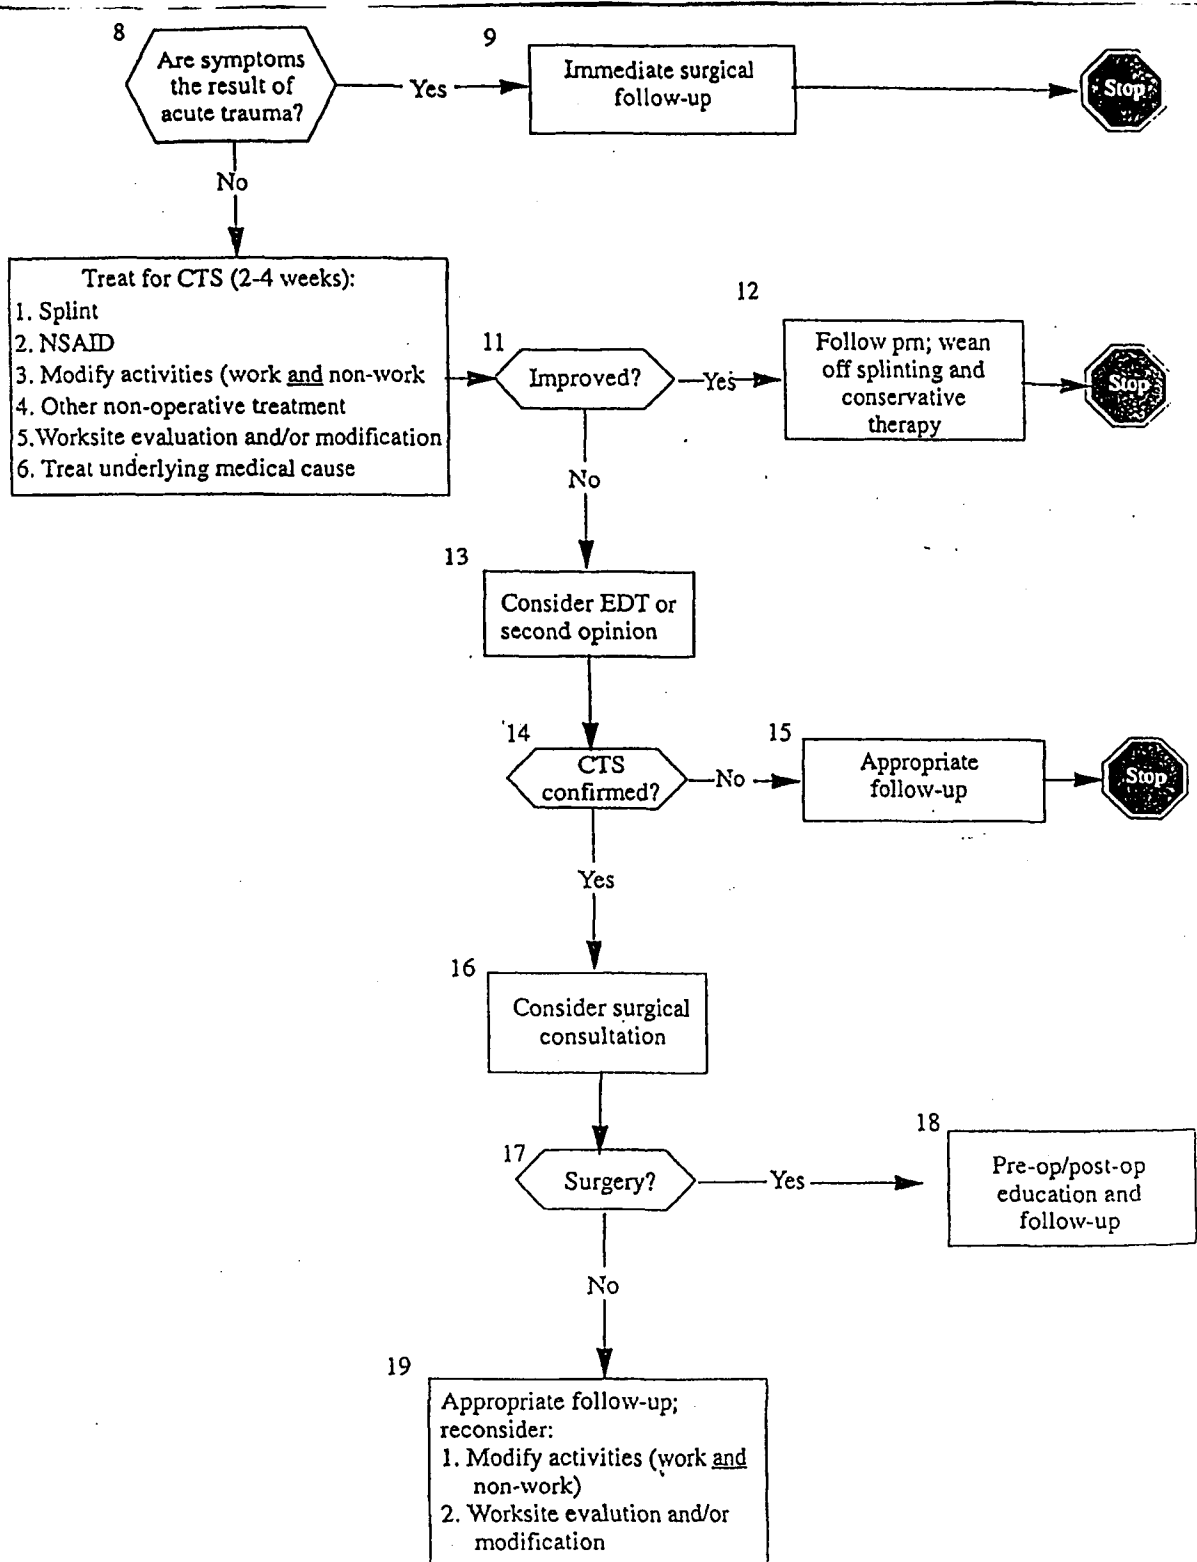 8
Are symptoms
the result of
acute trauma?
Yes
9
Immediate surgical
follow-up
Stop
No
Treat for CTS (2-4 weeks):
1. Splint
2. NSAID
3. Modify activities (work and non-work
4. Other non-operative treatment
5. Worksite evaluation and/or modification
6. Treat underlying medical cause
11
Improved?
Yes
12
Follow prn; wean
off splinting and
conservative
therapy
Stop
No
13
Consider EDT or
second opinion
14
CTS
confirmed?
No
15
Appropriate
follow-up
Stop
Yes
16
Consider surgical
consultation
17
Surgery?
Yes
18
Pre-op/post-op
education and
follow-up
No
19
Appropriate follow-up;
reconsider:
1. Modify activities (work and
non-work)
2. Worksite evalution and/or
modification